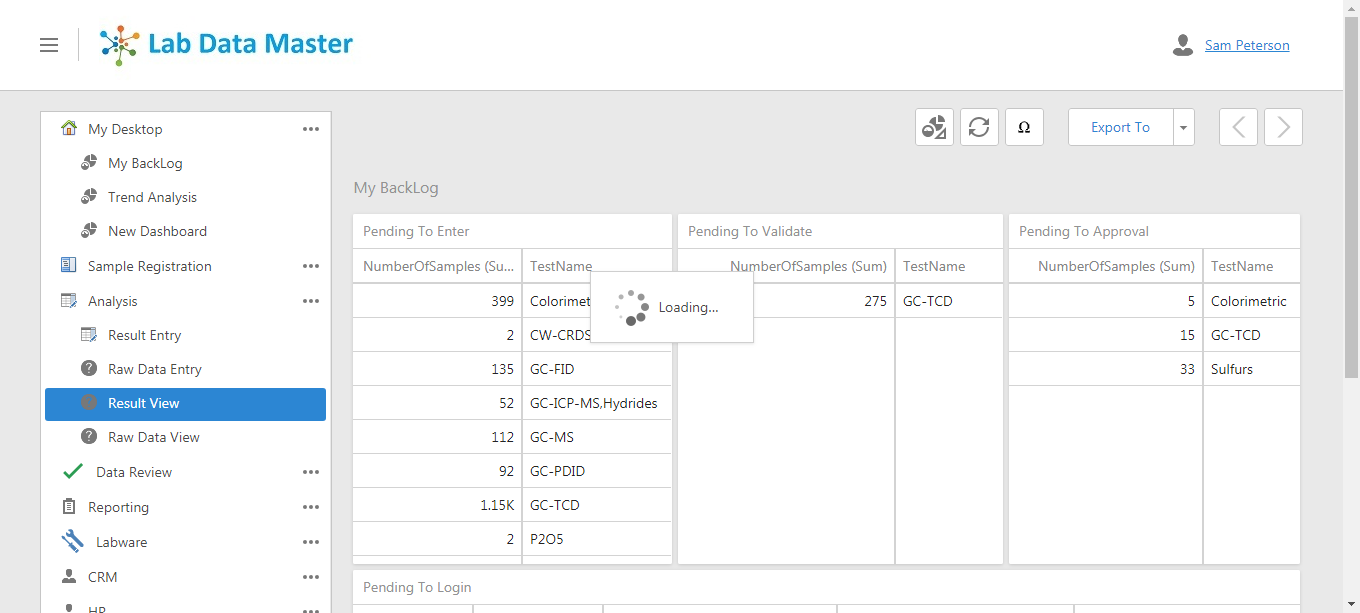 Lab Data Master
Sam Peterson
My Desktop
My BackLog
Trend Analysis
New Dashboard
Sample Registration
Analysis
Result Entry
Raw Data Entry
Result View
Raw Data View
Data Review
Reporting
Labware
CRM
HR
Ω
Export To
My BackLog
Pending To Enter
NumberOfSamples (Su... TestName
399 Colorimet
2 CW-CRDS
135 GC-FID
52 GC-ICP-MS,Hydrides
112 GC-MS
92 GC-PDID
1.15K GC-TCD
2 P2O5
Loading...
Pending To Validate
NumberOfSamples (Sum) TestName
275 GC-TCD
Pending To Approval
NumberOfSamples (Sum) TestName
5 Colorimetric
15 GC-TCD
33 Sulfurs
Pending To Login